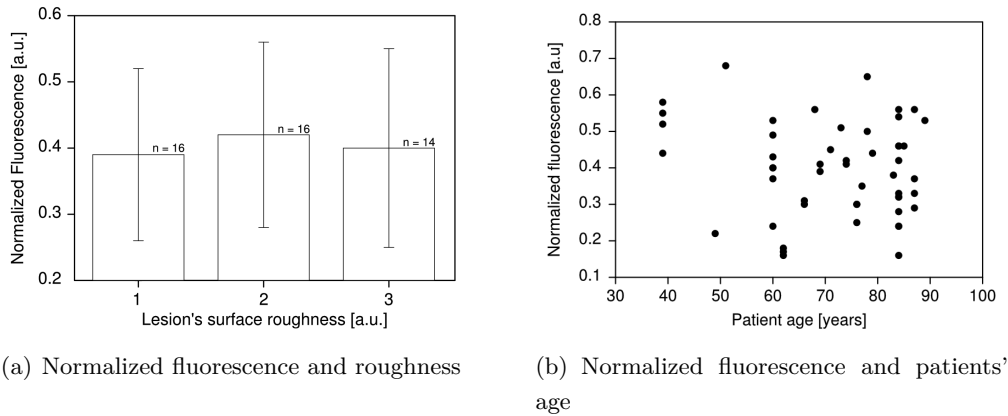 0.6
0.5
0.4
0.3
0.2
Normalized Fluorescence [a.u.]
n = 16
n = 16
n = 14
1 2 3
Lesion's surface roughness [a.u.]
(a) Normalized fluorescence and roughness
0.8
0.7
0.6
0.5
0.4
0.3
0.2
0.1
Normalized fluorescence [a.u]
30 40 50 60 70 80 90 100
Patient age [years]
(b) Normalized fluorescence and patients'
age